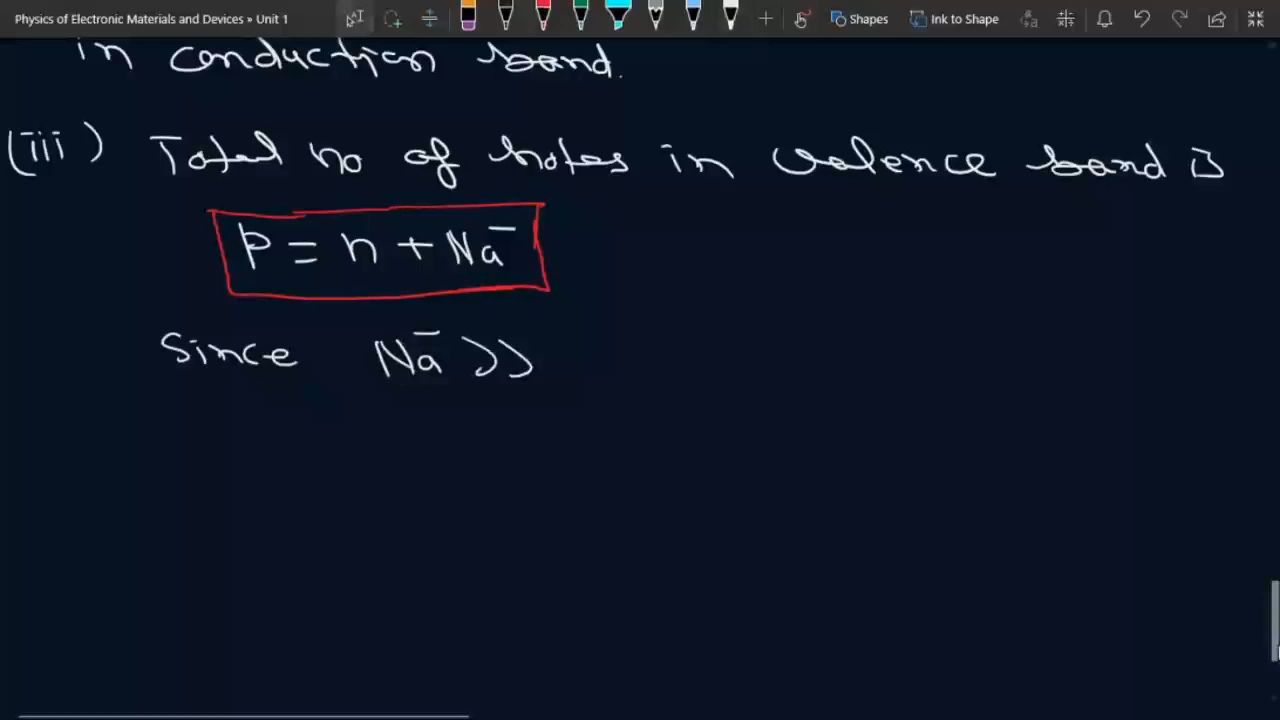 Physics of Electronic Materials and Devices » Unit 1
Shapes
Ink to Shape
in conduction band.
(iii) Total no of holes in valence band is
P = n + Na⁻
Since Na⁻ >>